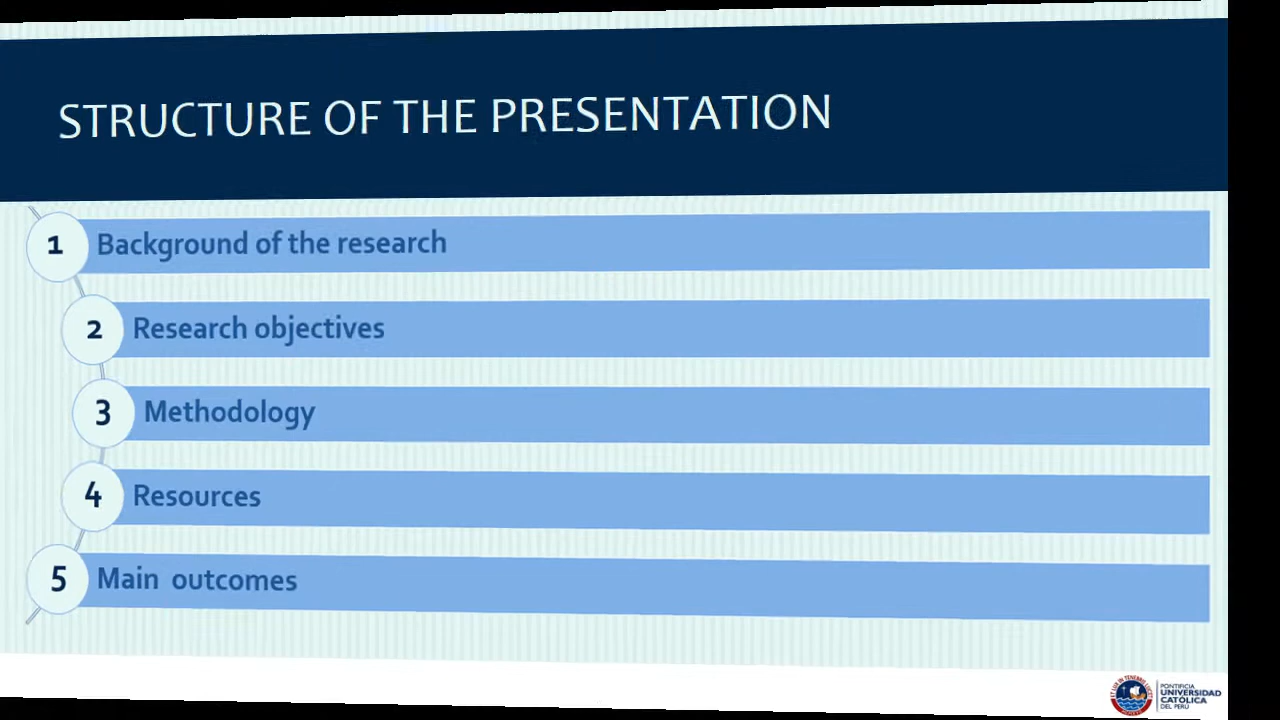 STRUCTURE OF THE PRESENTATION
1 Background of the research
2 Research objectives
3 Methodology
4 Resources
5 Main outcomes
PONTIFICIA
UNIVERSIDAD
CATÓLICA
DEL PERÚ